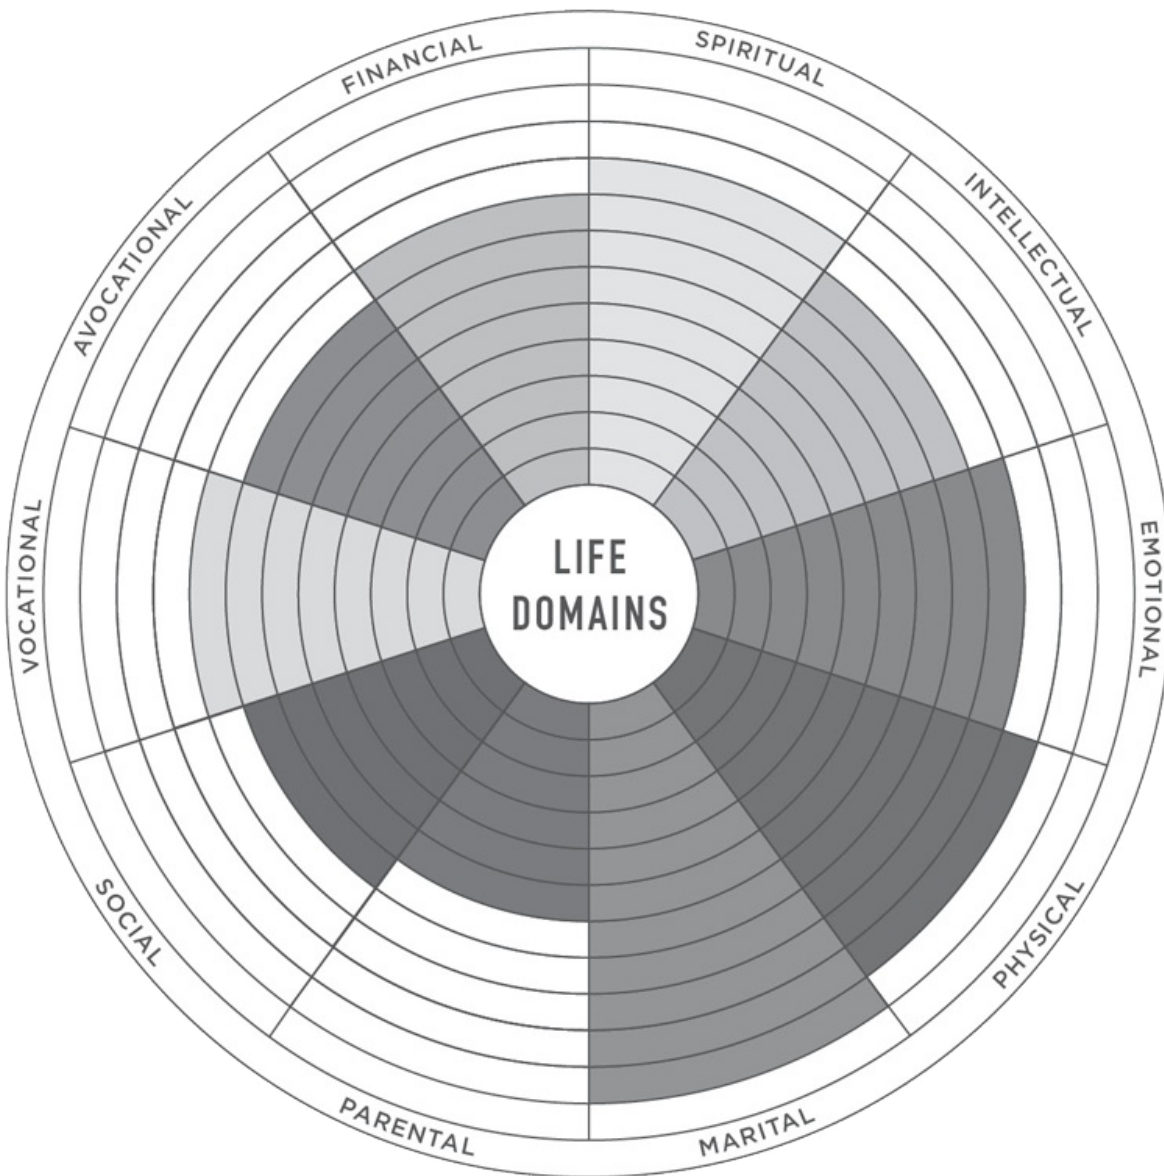 SPIRITUAL
INTELLECTUAL
EMOTIONAL
PHYSICAL
MARITAL
PARENTAL
SOCIAL
VOCATIONAL
AVOCATIONAL
FINANCIAL
LIFE
DOMAINS